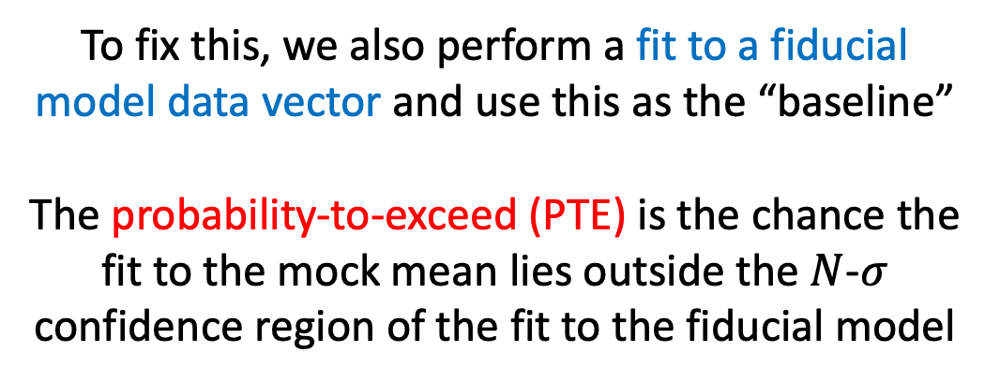 To fix this, we also perform a fit to a fiducial
model data vector and use this as the “baseline”
The probability-to-exceed (PTE) is the chance the
fit to the mock mean lies outside the N-σ
confidence region of the fit to the fiducial model